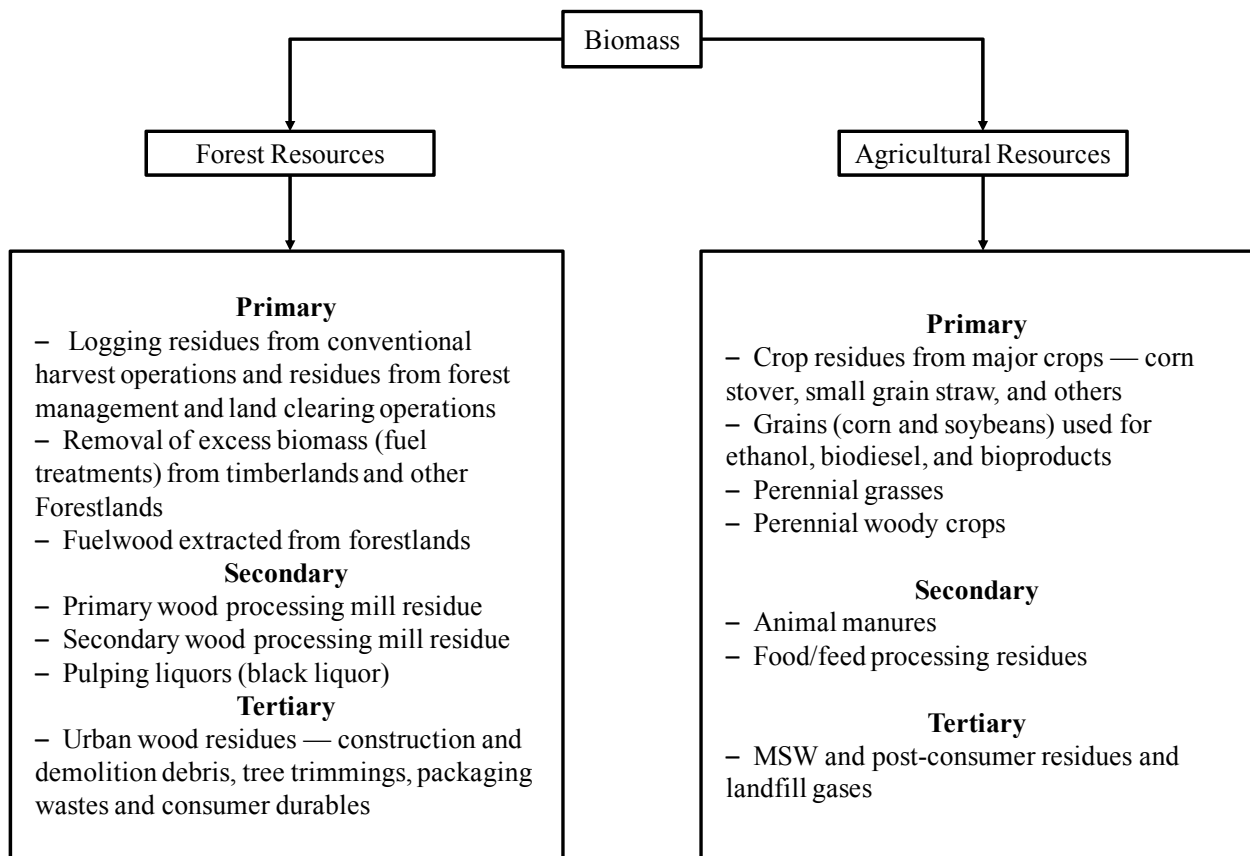 Biomass
Forest Resources
Agricultural Resources
Primary
– Logging residues from conventional
harvest operations and residues from forest
management and land clearing operations
– Removal of excess biomass (fuel
treatments) from timberlands and other
Forestlands
– Fuelwood extracted from forestlands
Secondary
– Primary wood processing mill residue
– Secondary wood processing mill residue
– Pulping liquors (black liquor)
Tertiary
– Urban wood residues — construction and
demolition debris, tree trimmings, packaging
wastes and consumer durables
Primary
– Crop residues from major crops — corn
stover, small grain straw, and others
– Grains (corn and soybeans) used for
ethanol, biodiesel, and bioproducts
– Perennial grasses
– Perennial woody crops
Secondary
– Animal manures
– Food/feed processing residues
Tertiary
– MSW and post-consumer residues and
landfill gases